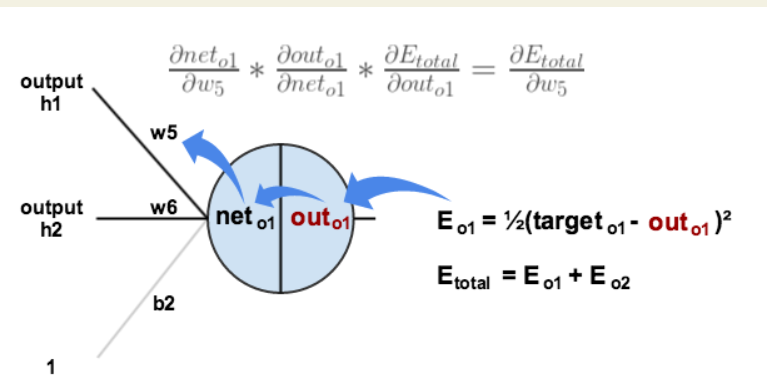 ∂net_o1/∂w5 * ∂out_o1/∂net_o1 * ∂E_total/∂out_o1 = ∂E_total/∂w5
output
h1
w5
output
h2
w6
net o1
out o1
E o1 = ½(target o1 - out o1)²
E total = E o1 + E o2
b2
1